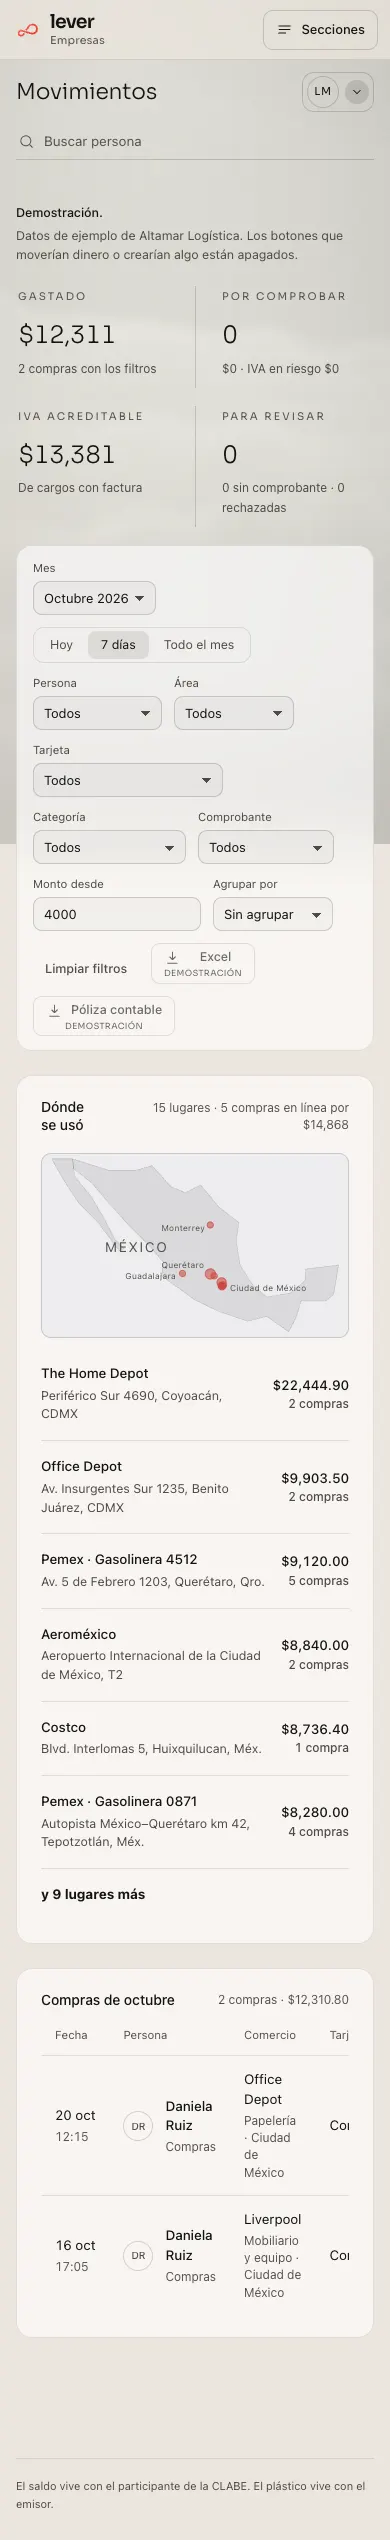 lever
Empresas
Secciones
Movimientos
LM
Buscar persona
Demostración.
Datos de ejemplo de Altamar Logística. Los botones que
moverían dinero o crearían algo están apagados.
GASTADO
$12,311
2 compras con los filtros
POR COMPROBAR
0
$0 · IVA en riesgo $0
IVA ACREDITABLE
$13,381
De cargos con factura
PARA REVISAR
0
0 sin comprobante · 0
rechazadas
Mes
Octubre 2026
Hoy
7 días
Todo el mes
Persona
Área
Todos
Todos
Tarjeta
Todos
Categoría
Comprobante
Todos
Todos
Monto desde
Agrupar por
4000
Sin agrupar
Limpiar filtros
Excel
DEMOSTRACIÓN
Póliza contable
DEMOSTRACIÓN
Dónde
se usó
15 lugares · 5 compras en línea por
$14,868
Monterrey
MÉXICO
Querétaro
Guadalajara
Ciudad de México
The Home Depot
Periférico Sur 4690, Coyoacán,
CDMX
$22,444.90
2 compras
Office Depot
Av. Insurgentes Sur 1235, Benito
Juárez, CDMX
$9,903.50
2 compras
Pemex · Gasolinera 4512
Av. 5 de Febrero 1203, Querétaro, Qro.
$9,120.00
5 compras
Aeroméxico
Aeropuerto Internacional de la Ciudad
de México, T2
$8,840.00
2 compras
Costco
Blvd. Interlomas 5, Huixquilucan, Méx.
$8,736.40
1 compra
Pemex · Gasolinera 0871
Autopista México–Querétaro km 42,
Tepotzotlán, Méx.
$8,280.00
4 compras
y 9 lugares más
Compras de octubre
2 compras · $12,310.80
Fecha
Persona
Comercio
Tarj
20 oct
12:15
DR
Daniela
Ruiz
Compras
Office
Depot
Papelería
· Ciudad
de
México
Cor
16 oct
17:05
DR
Daniela
Ruiz
Compras
Liverpool
Mobiliario
y equipo ·
Ciudad de
México
Cor
El saldo vive con el participante de la CLABE. El plástico vive con el
emisor.